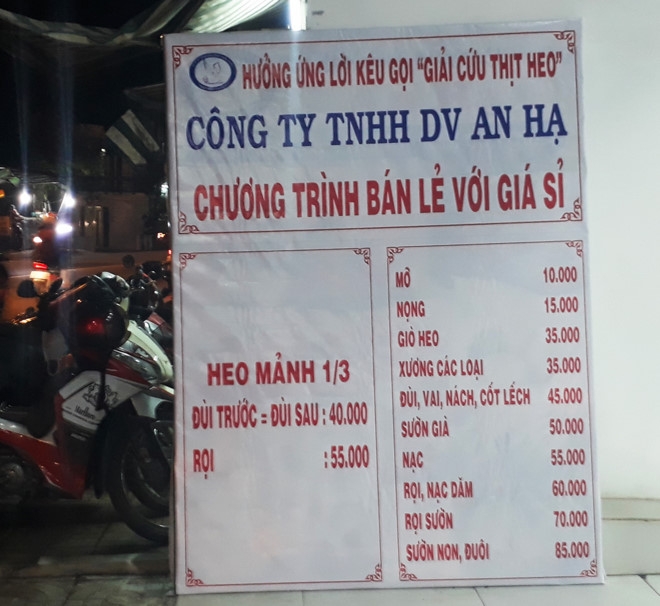 HƯỞNG ỨNG LỜI KÊU GỌI "GIẢI CỨU THỊT HEO"
CÔNG TY TNHH DV AN HẠ
CHƯƠNG TRÌNH BÁN LẺ VỚI GIÁ SỈ
HEO MẢNH 1/3
ĐÙI TRƯỚC = ĐÙI SAU : 40.000
RỌI : 55.000
MỠ 10.000
NỌNG 15.000
GIÒ HEO 35.000
XƯƠNG CÁC LOẠI 35.000
ĐÙI, VAI, NÁCH, CỐT LẾCH 45.000
SƯỜN GIÀ 50.000
NẠC 55.000
RỌI, NẠC DĂM 60.000
RỌI SƯỜN 70.000
SƯỜN NON, ĐUÔI 85.000